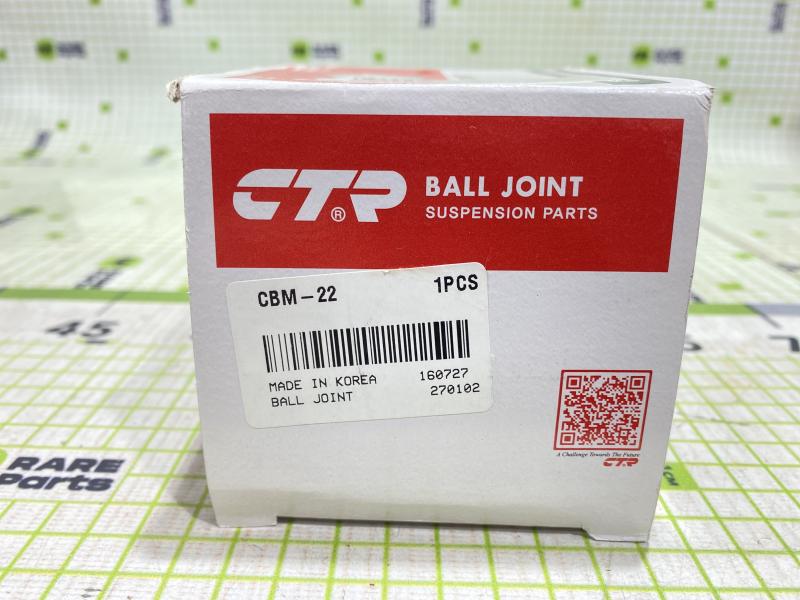 CTR®
BALL JOINT
SUSPENSION PARTS
CBM-22
1PCS
MADE IN KOREA
160727
BALL JOINT
270102
A Challenge Towards The Future
CTR
45
RARE
Parts